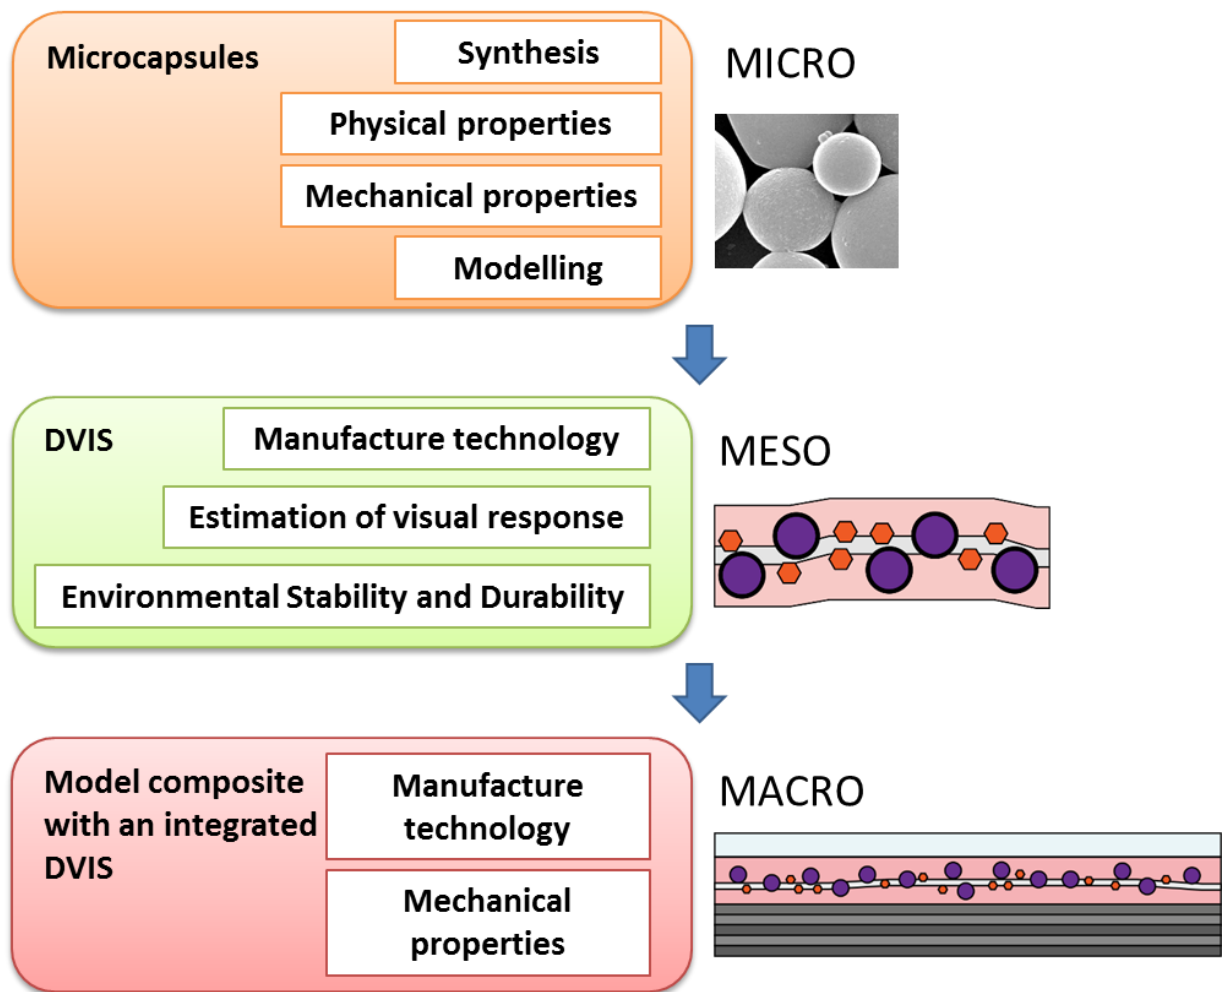 Microcapsules
Synthesis
Physical properties
Mechanical properties
Modelling
MICRO
DVIS
Manufacture technology
Estimation of visual response
Environmental Stability and Durability
MESO
Model composite
with an integrated
DVIS
Manufacture
technology
Mechanical
properties
MACRO